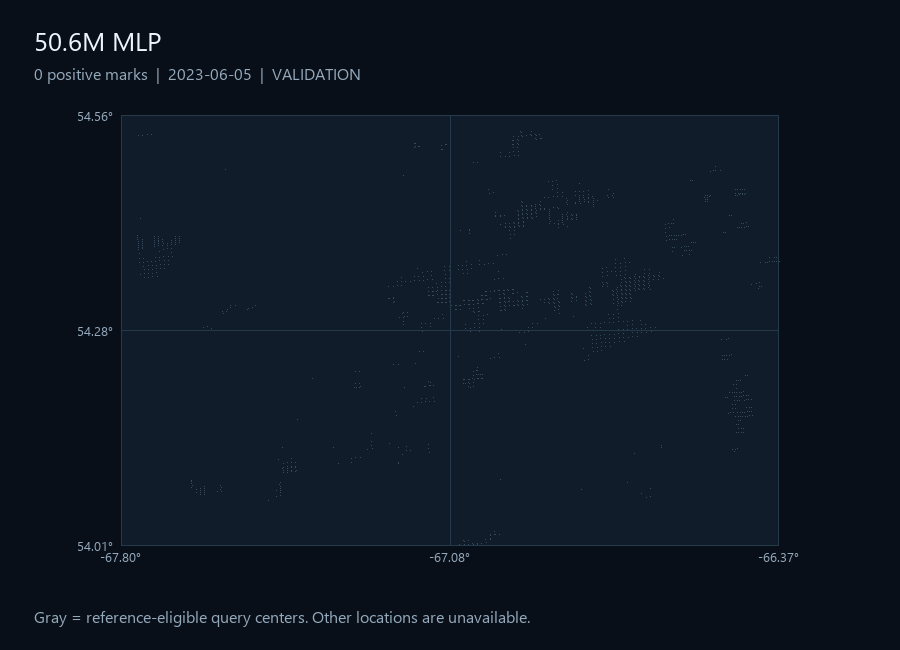 50.6M MLP
0 positive marks | 2023-06-05 | VALIDATION
54.56°
54.28°
54.01°
-67.80°
-67.08°
-66.37°
Gray = reference-eligible query centers. Other locations are unavailable.